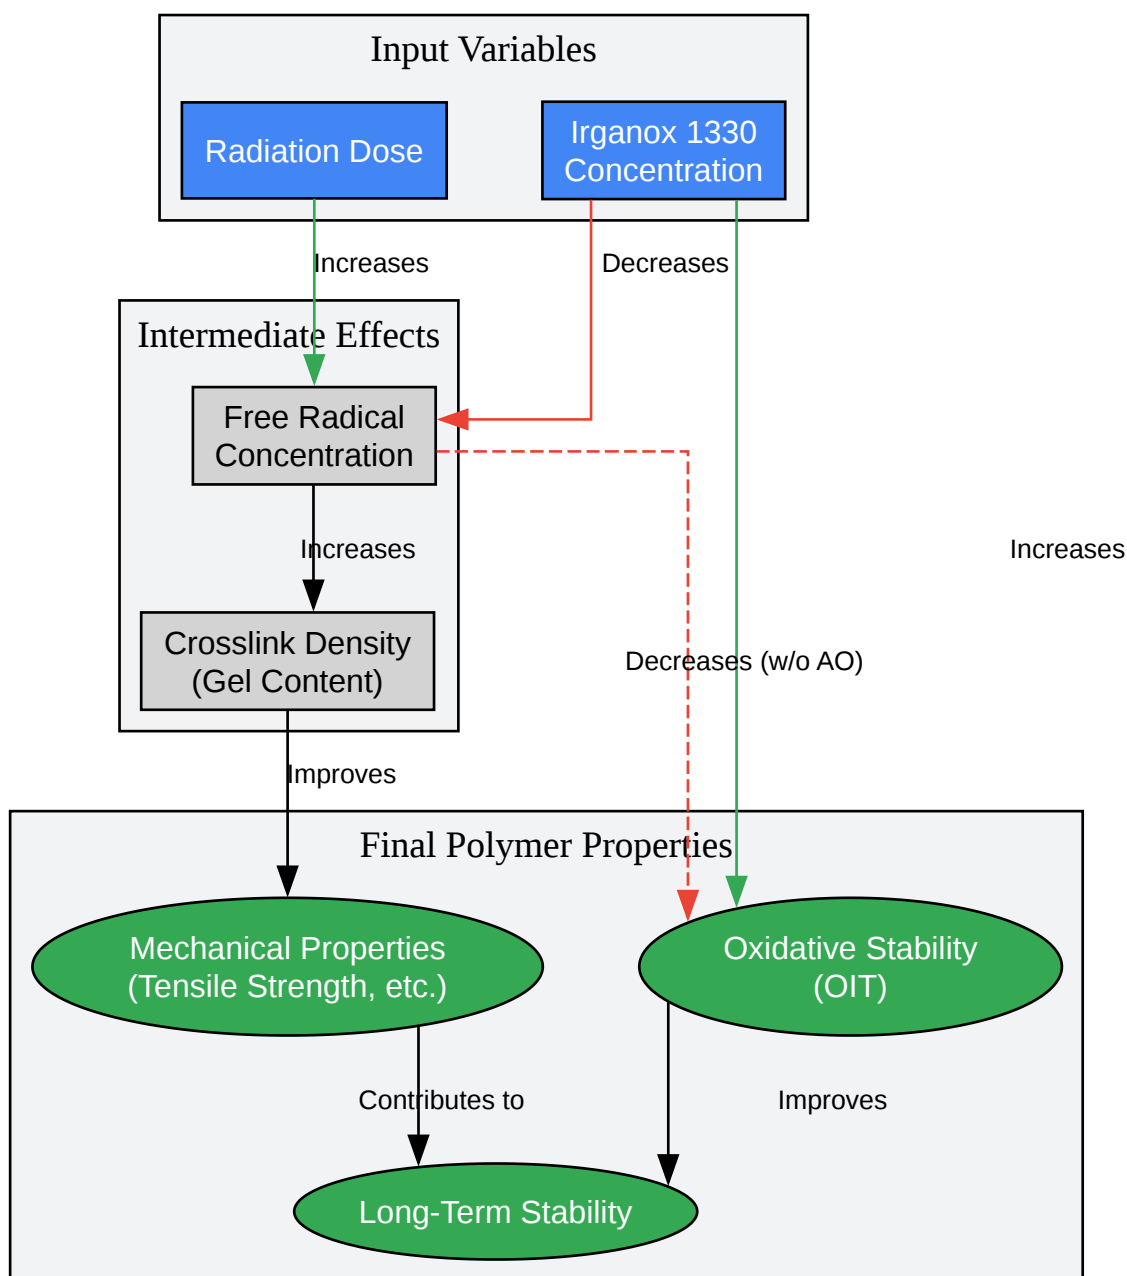 Input Variables
Radiation Dose
Irganox 1330
Concentration
Increases
Decreases
Intermediate Effects
Free Radical
Concentration
Increases
Increases
Crosslink Density
(Gel Content)
Decreases (w/o AO)
Improves
Final Polymer Properties
Mechanical Properties
(Tensile Strength, etc.)
Oxidative Stability
(OIT)
Contributes to
Improves
Long-Term Stability